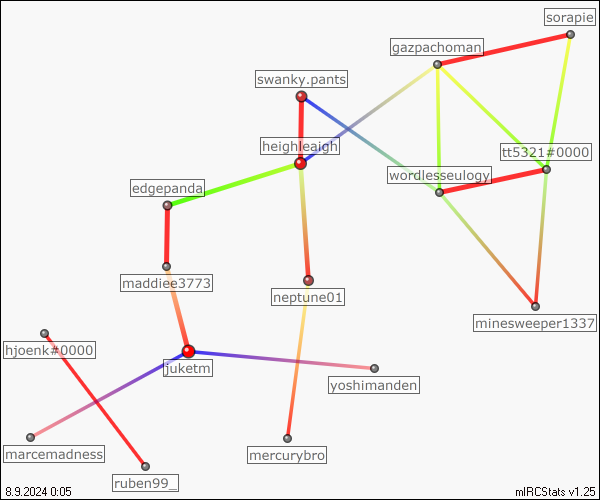 sorapie
gazpachoman
swanky.pants
heighleaigh
tt5321#0000
wordlesseulogy
edgepanda
maddiee3773
neptune01
minesweeper1337
hjoenk#0000
juketm
yoshimanden
marcemadness
mercurybro
ruben99_
8.9.2024 0:05
mIRCStats v1.25